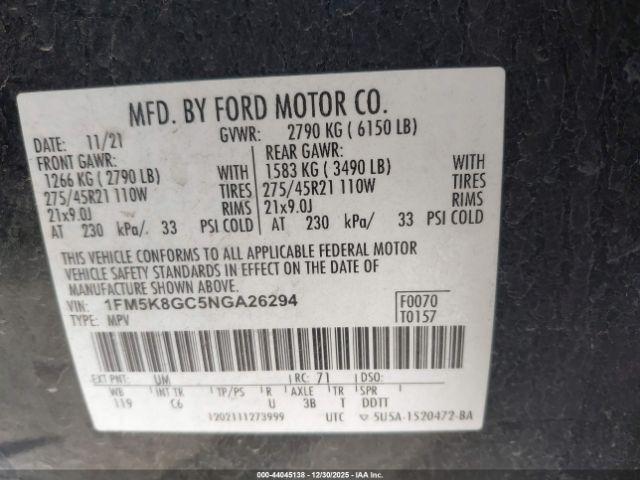 MFD. BY FORD MOTOR CO.
DATE: 11/21 GVWR: 2790 KG ( 6150 LB)
FRONT GAWR: REAR GAWR:
1266 KG ( 2790 LB) WITH 1583 KG ( 3490 LB) WITH
275/45R21 110W TIRES 275/45R21 110W TIRES
21x9.0J RIMS 21x9.0J RIMS
AT 230 kPa/ 33 PSI COLD AT 230 kPa/ 33 PSI COLD
THIS VEHICLE CONFORMS TO ALL APPLICABLE FEDERAL MOTOR
VEHICLE SAFETY STANDARDS IN EFFECT ON THE DATE OF
MANUFACTURE SHOWN ABOVE.
VIN: 1FM5K8GC5NGA26294 F0070
TYPE: MPV T0157
EXT PNT: UM RC: 71 DSO:
WB INT TR TP/PS R AXLE TR SPR
119 C6 U 3B T DDTT
1202111273999 UTC ▽ 5U5A-1520472-BA
000-44045138 - 12/30/2025 - IAA Inc.